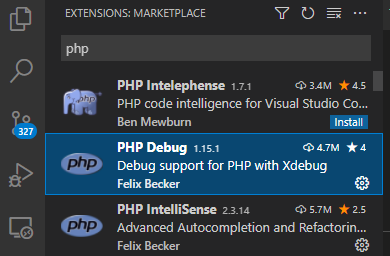 EXTENSIONS: MARKETPLACE
php
PHP Intelephense 1.7.1 3.4M 4.5
PHP code intelligence for Visual Studio Co...
Ben Mewburn Install
PHP Debug 1.15.1 4.7M 4
Debug support for PHP with Xdebug
Felix Becker
PHP IntelliSense 2.3.14 5.7M 2.5
Advanced Autocompletion and Refactorin...
Felix Becker
327
php
php
php